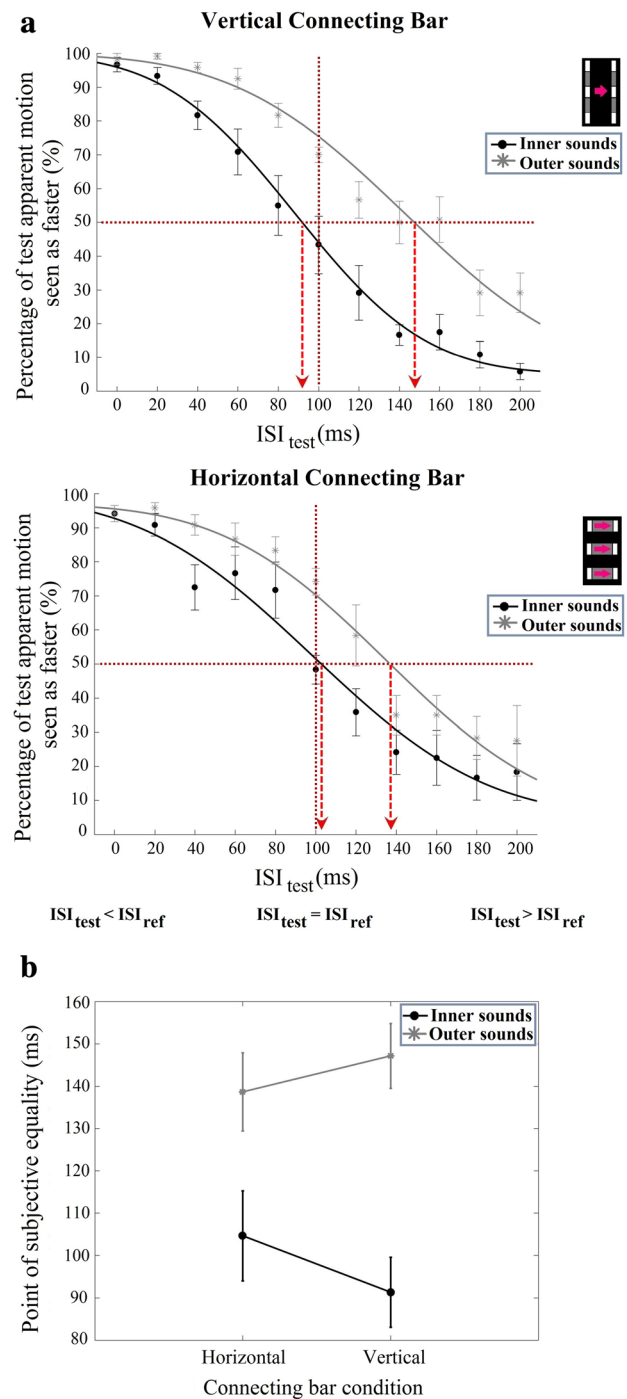 a
Vertical Connecting Bar
Percentage of test apparent motion
seen as faster (%)
100
90
80
70
60
50
40
30
20
10
0
0 20 40 60 80 100 120 140 160 180 200
ISItest (ms)
Inner sounds
Outer sounds
Horizontal Connecting Bar
Percentage of test apparent motion
seen as faster (%)
100
90
80
70
60
50
40
30
20
10
0
0 20 40 60 80 100 120 140 160 180 200
ISItest (ms)
Inner sounds
Outer sounds
ISItest < ISIref ISItest = ISIref ISItest > ISIref
b
Point of subjective equality (ms)
160
150
140
130
120
110
100
90
80
Inner sounds
Outer sounds
Horizontal Vertical
Connecting bar condition